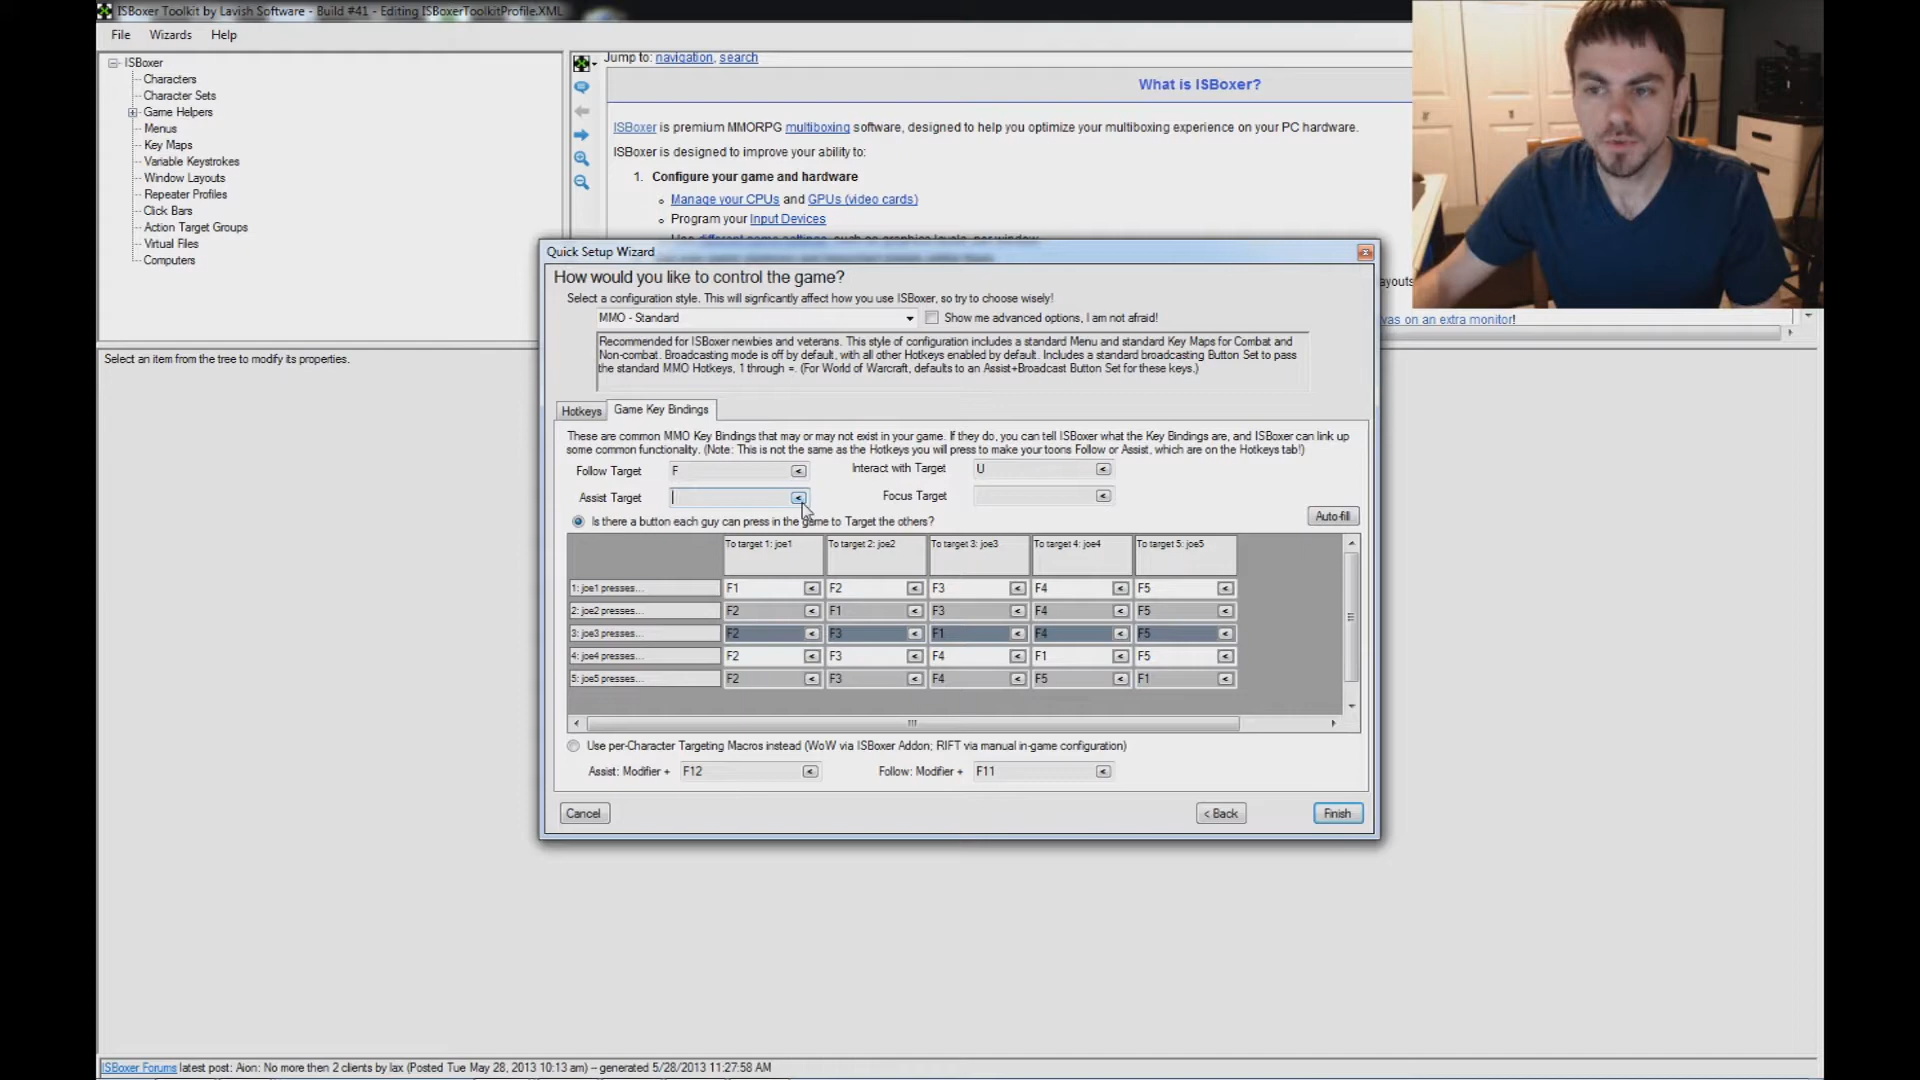 ISBoxer Toolkit by Lavish Software - Build #41 - Editing ISBoxerToolkitProfile.XML
File Wizards Help
ISBoxer
Characters
Character Sets
Game Helpers
Menus
Key Maps
Variable Keystrokes
Window Layouts
Repeater Profiles
Click Bars
Action Target Groups
Virtual Files
Computers
Select an item from the tree to modify its properties.
Jump to: navigation, search
What is ISBoxer?
ISBoxer is premium MMORPG multiboxing software, designed to help you optimize your multiboxing experience on your PC hardware.
ISBoxer is designed to improve your ability to:
1. Configure your game and hardware
Manage your CPUs and GPUs (video cards)
Program your Input Devices
Use different game settings, such as graphics levels, per window
ayouts
vas on an extra monitor!
Quick Setup Wizard
How would you like to control the game?
Select a configuration style. This will signficantly affect how you use ISBoxer, so try to choose wisely!
MMO - Standard Show me advanced options, I am not afraid!
Recommended for ISBoxer newbies and veterans. This style of configuration includes a standard Menu and standard Key Maps for Combat and
Non-combat. Broadcasting mode is off by default, with all other Hotkeys enabled by default. Includes a standard broadcasting Button Set to pass
the standard MMO Hotkeys, 1 through =. (For World of Warcraft, defaults to an Assist+Broadcast Button Set for these keys.)
Hotkeys Game Key Bindings
These are common MMO Key Bindings that may or may not exist in your game. If they do, you can tell ISBoxer what the Key Bindings are, and ISBoxer can link up
some common functionality. (Note: This is not the same as the Hotkeys you will press to make your toons Follow or Assist, which are on the Hotkeys tab!)
Follow Target F < Interact with Target U <
Assist Target < Focus Target <
Is there a button each guy can press in the game to Target the others? Auto-fill
To target 1: joe1 To target 2: joe2 To target 3: joe3 To target 4: joe4 To target 5: joe5
1: joe1 presses... F1 < F2 < F3 < F4 < F5 <
2: joe2 presses... F2 < F1 < F3 < F4 < F5 <
3: joe3 presses... F2 < F3 < F1 < F4 < F5 <
4: joe4 presses... F2 < F3 < F4 < F1 < F5 <
5: joe5 presses... F2 < F3 < F4 < F5 < F1 <
Use per-Character Targeting Macros instead (WoW via ISBoxer Addon; RIFT via manual in-game configuration)
Assist: Modifier + F12 < Follow: Modifier + F11 <
Cancel < Back Finish
ISBoxer Forums latest post: Aion: No more then 2 clients by lax (Posted Tue May 28, 2013 10:13 am) -- generated 5/28/2013 11:27:58 AM